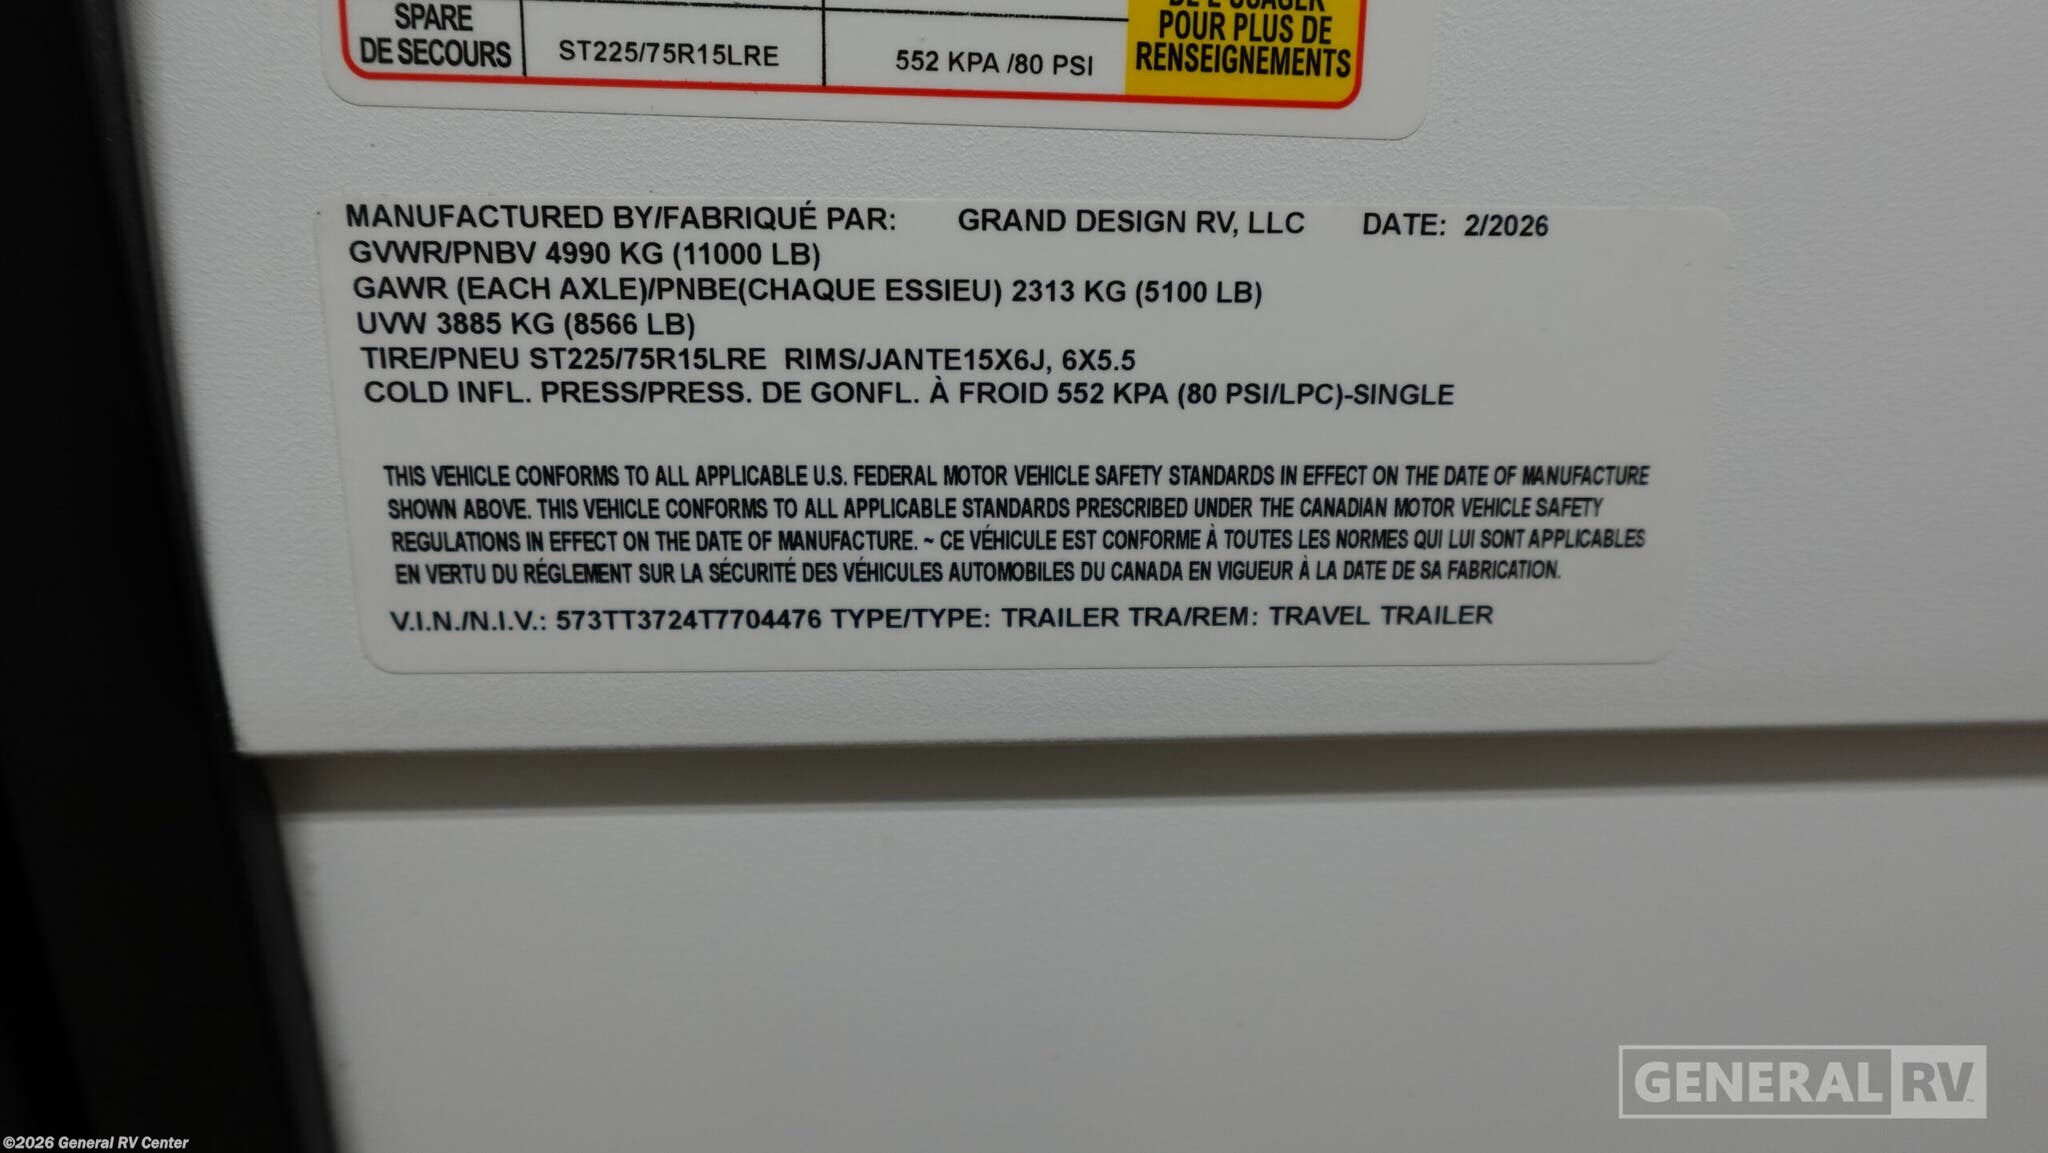 DE L'USAGER
SPARE
POUR PLUS DE
DE SECOURS
ST225/75R15LRE
552 KPA /80 PSI
RENSEIGNEMENTS
MANUFACTURED BY/FABRIQUÉ PAR: GRAND DESIGN RV, LLC DATE: 2/2026
GVWR/PNBV 4990 KG (11000 LB)
GAWR (EACH AXLE)/PNBE(CHAQUE ESSIEU) 2313 KG (5100 LB)
UVW 3885 KG (8566 LB)
TIRE/PNEU ST225/75R15LRE RIMS/JANTE15X6J, 6X5.5
COLD INFL. PRESS/PRESS. DE GONFL. À FROID 552 KPA (80 PSI/LPC)-SINGLE
THIS VEHICLE CONFORMS TO ALL APPLICABLE U.S. FEDERAL MOTOR VEHICLE SAFETY STANDARDS IN EFFECT ON THE DATE OF MANUFACTURE
SHOWN ABOVE. THIS VEHICLE CONFORMS TO ALL APPLICABLE STANDARDS PRESCRIBED UNDER THE CANADIAN MOTOR VEHICLE SAFETY
REGULATIONS IN EFFECT ON THE DATE OF MANUFACTURE. ~ CE VÉHICULE EST CONFORME À TOUTES LES NORMES QUI LUI SONT APPLICABLES
EN VERTU DU RÉGLEMENT SUR LA SÉCURITÉ DES VÉHICULES AUTOMOBILES DU CANADA EN VIGUEUR À LA DATE DE SA FABRICATION.
V.I.N./N.I.V.: 573TT3724T7704476 TYPE/TYPE: TRAILER TRA/REM: TRAVEL TRAILER
GENERAL RV
©2026 General RV Center